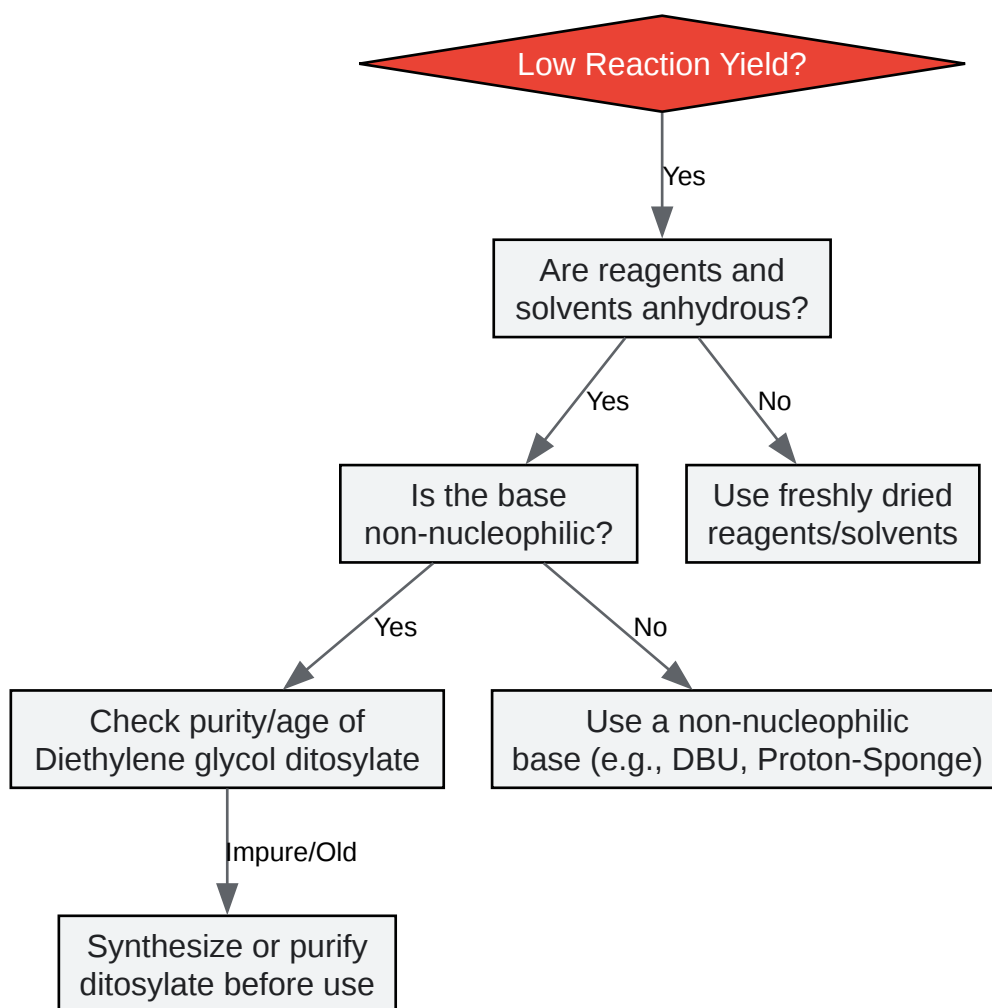 Low Reaction Yield?
Yes
Are reagents and
solvents anhydrous?
Yes
No
Is the base
non-nucleophilic?
Use freshly dried
reagents/solvents
Yes
No
Check purity/age of
Diethylene glycol ditosylate
Use a non-nucleophilic
base (e.g., DBU, Proton-Sponge)
Impure/Old
Synthesize or purify
ditosylate before use